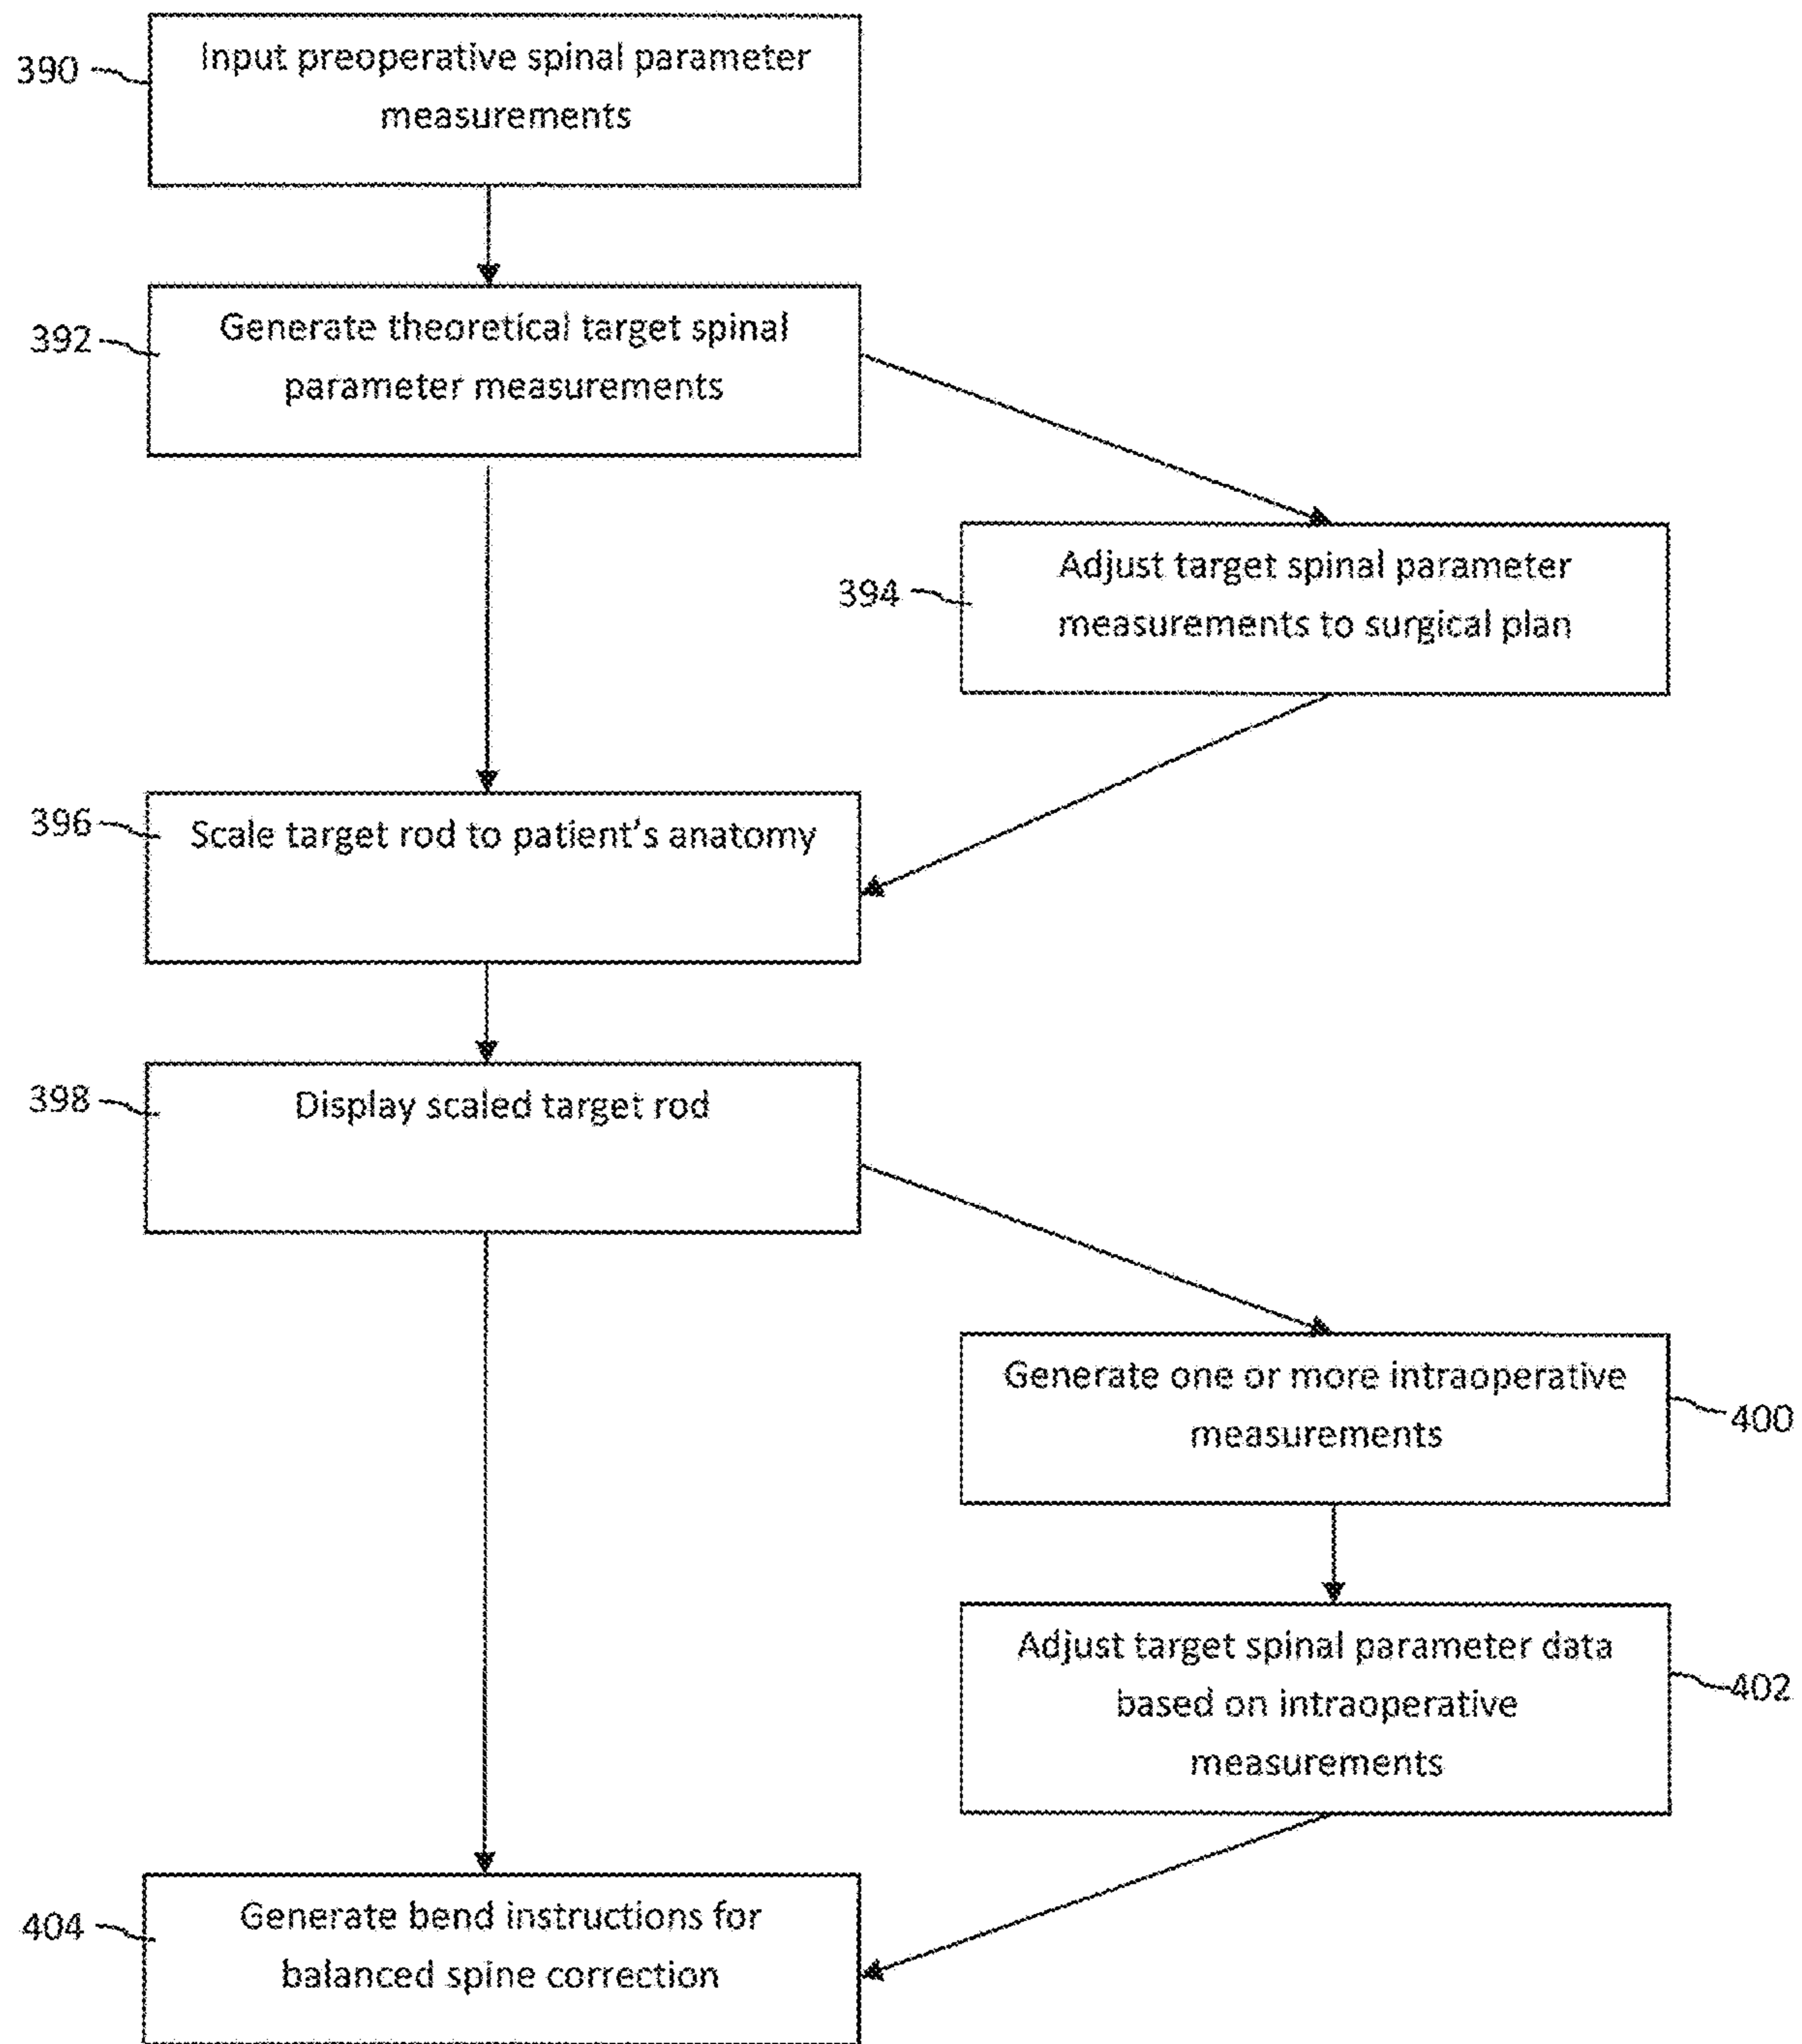 390
Input preoperative spinal parameter
measurements
392
Generate theoretical target spinal
parameter measurements
394
Adjust target spinal parameter
measurements to surgical plan
396
Scale target rod to patient's anatomy
398
Display scaled target rod
Generate one or more intraoperative
measurements
400
Adjust target spinal parameter data
based on intraoperative
measurements
402
404
Generate bend instructions for
balanced spine correction